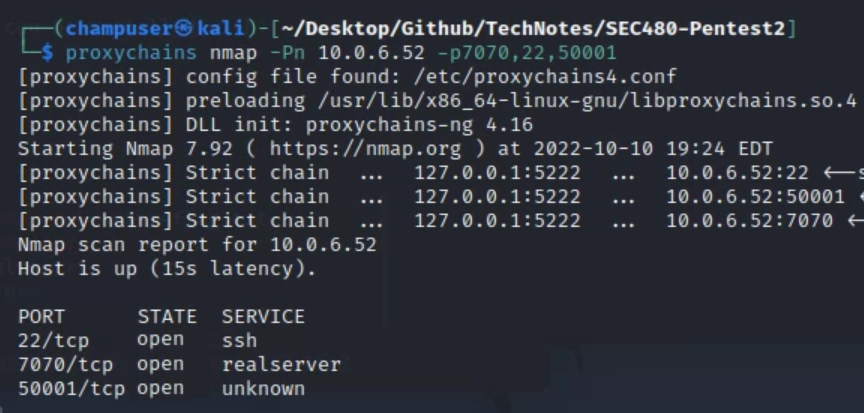 ┌──(champuser㉿kali)-[~/Desktop/Github/TechNotes/SEC480-Pentest2]
└─$ proxychains nmap -Pn 10.0.6.52 -p7070,22,50001
[proxychains] config file found: /etc/proxychains4.conf
[proxychains] preloading /usr/lib/x86_64-linux-gnu/libproxychains.so.4
[proxychains] DLL init: proxychains-ng 4.16
Starting Nmap 7.92 ( https://nmap.org ) at 2022-10-10 19:24 EDT
[proxychains] Strict chain  ...  127.0.0.1:5222  ...  10.0.6.52:22 ←—s
[proxychains] Strict chain  ...  127.0.0.1:5222  ...  10.0.6.52:50001 ←
[proxychains] Strict chain  ...  127.0.0.1:5222  ...  10.0.6.52:7070 ←—
Nmap scan report for 10.0.6.52
Host is up (15s latency).
PORT      STATE  SERVICE
22/tcp    open   ssh
7070/tcp  open   realserver
50001/tcp open   unknown